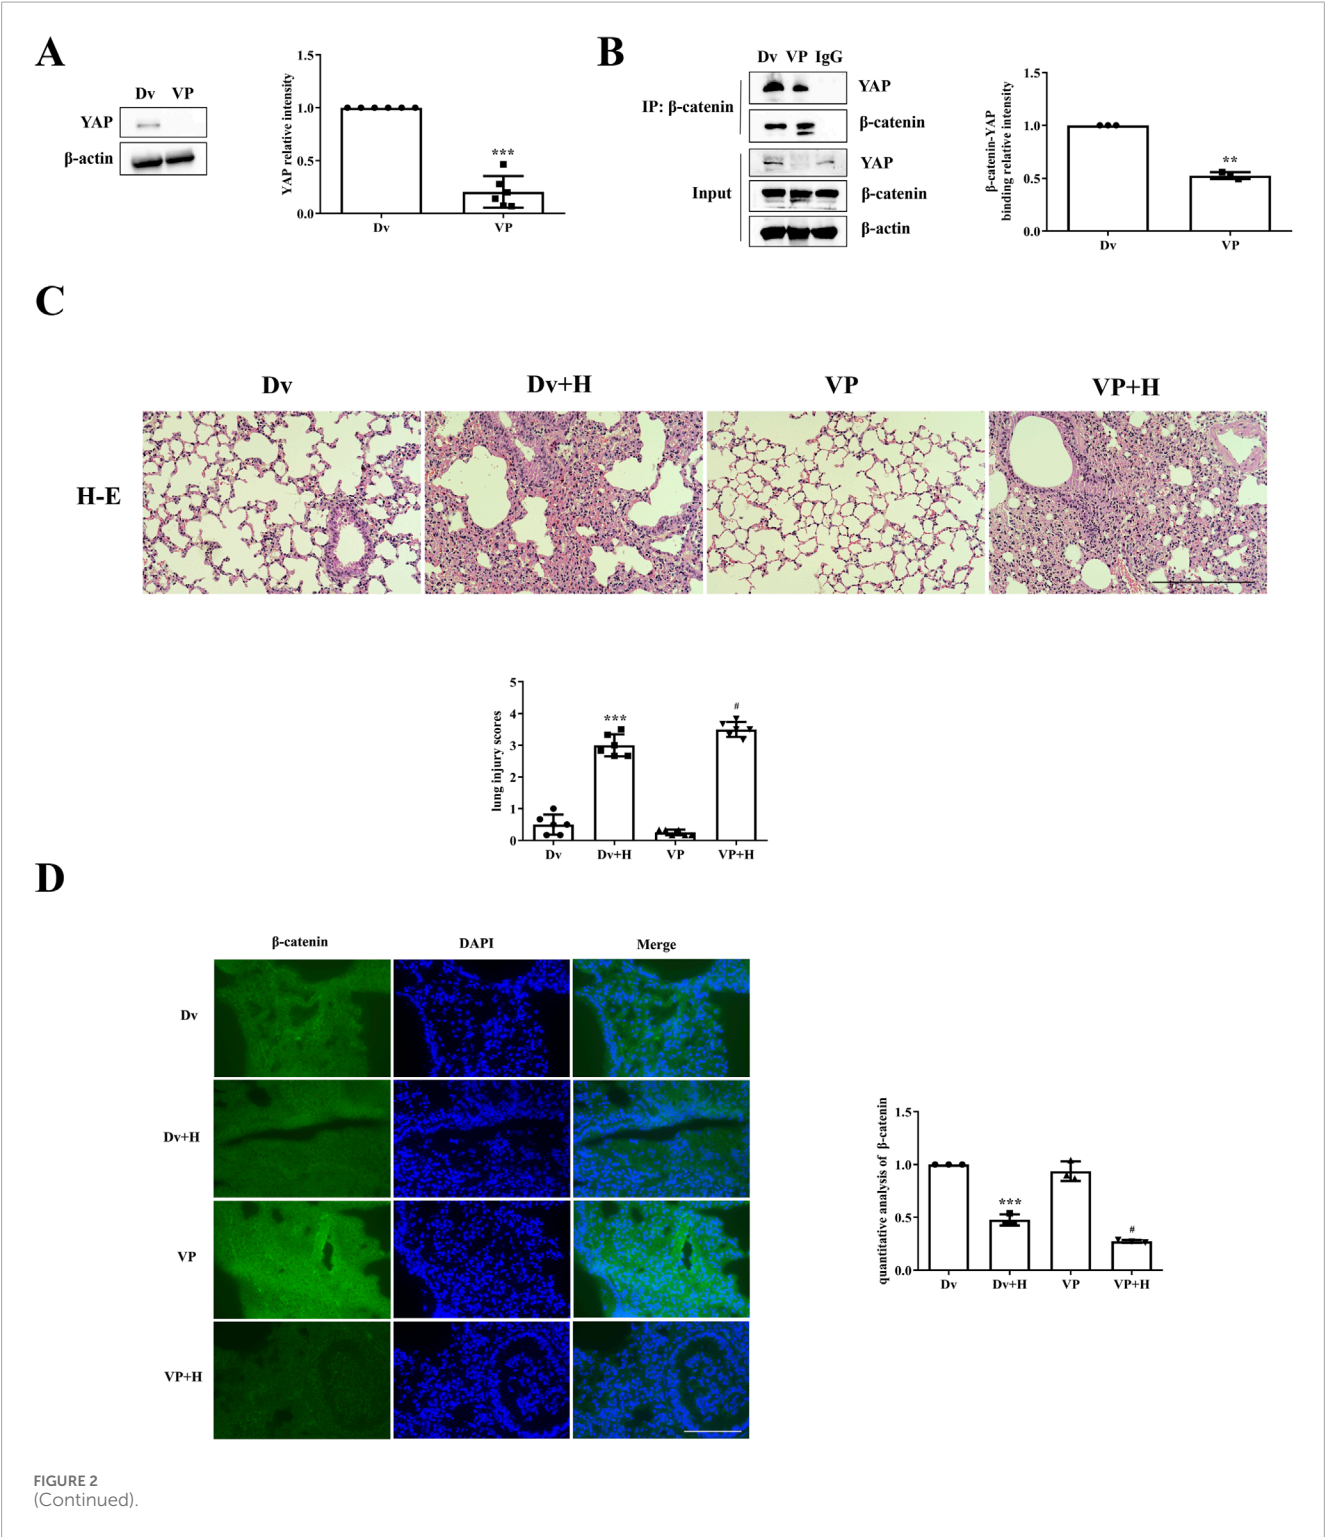 A
Dv VP
YAP
β-actin
YAP relative intensity
1.5
1.0
0.5
0.0
***
Dv VP
B
Dv VP IgG
IP: β-catenin
YAP
β-catenin
Input
YAP
β-catenin
β-actin
β-catenin-YAP
binding relative intensity
1.5
1.0
0.5
0.0
**
Dv VP
C
Dv Dv+H VP VP+H
H-E
lung injury scores
5
4
3
2
1
0
***
#
Dv Dv+H VP VP+H
D
β-catenin DAPI Merge
Dv
Dv+H
VP
VP+H
quantitative analysis of β-catenin
1.5
1.0
0.5
0.0
***
#
Dv Dv+H VP VP+H
FIGURE 2
(Continued).